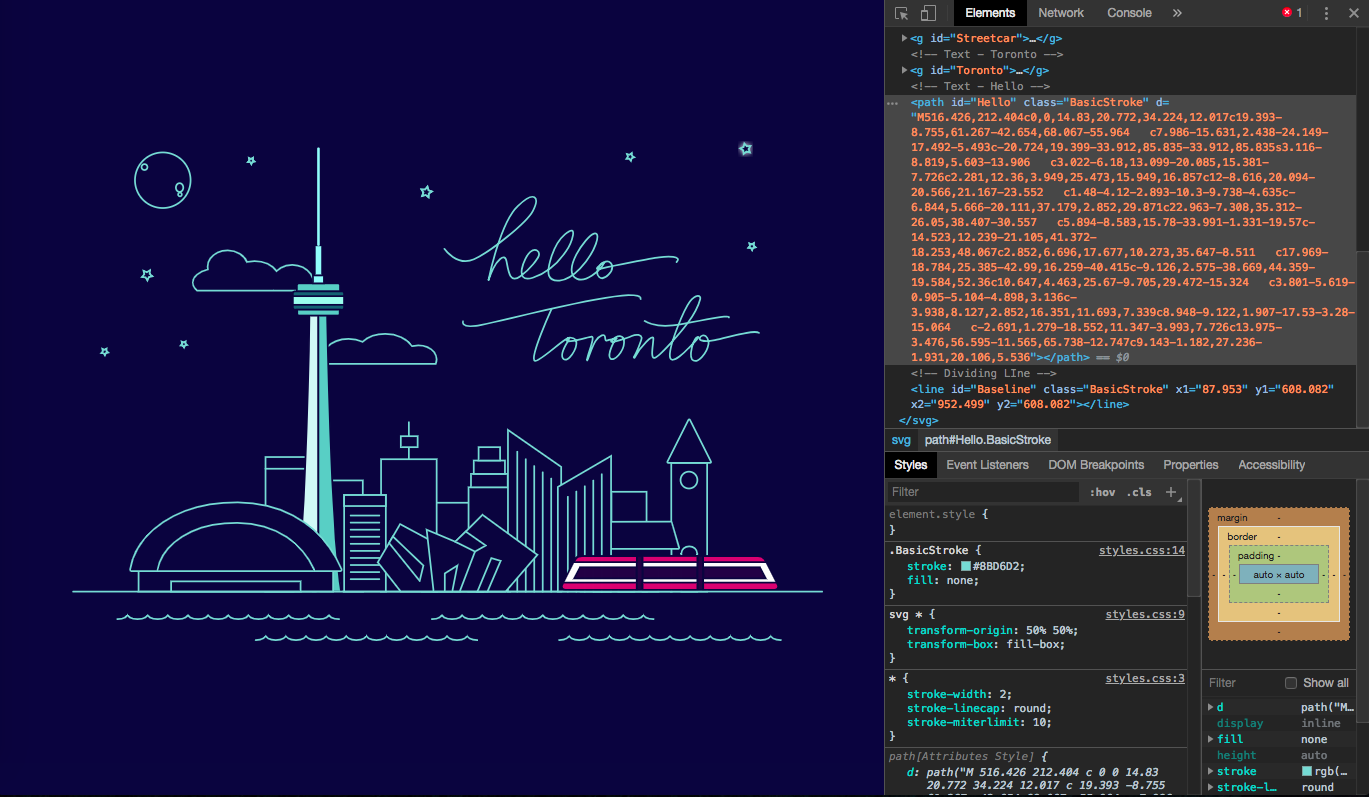 hello
Toronto
Elements Network Console » 1
<g id="Streetcar">…</g>
<!-- Text - Toronto -->
<g id="Toronto">…</g>
<!-- Text - Hello -->
<path id="Hello" class="BasicStroke" d=
"M516.426,212.404c0,0,14.83,20.772,34.224,12.017c19.393-
8.755,61.267-42.654,68.067-55.964 c7.986-15.631,2.438-24.149-
17.492-5.493c-20.724,19.399-33.912,85.835-33.912,85.835s3.116-
8.819,5.603-13.906 c3.022-6.18,13.099-20.085,15.381-
7.726c2.281,12.36,3.949,25.473,15.949,16.857c12-8.616,20.094-
20.566,21.167-23.552 c1.48-4.12-2.893-10.3-9.738-4.635c-
6.844,5.666-20.111,37.179,2.852,29.871c22.963-7.308,35.312-
26.05,38.407-30.557 c5.894-8.583,15.78-33.991-1.331-19.57c-
14.523,12.239-21.105,41.372-
18.253,48.067c2.852,6.696,17.677,10.273,35.647-8.511 c17.969-
18.784,25.385-42.99,16.259-40.415c-9.126,2.575-38.669,44.359-
19.584,52.36c10.647,4.463,25.67-9.705,29.472-15.324 c3.801-5.619-
0.905-5.104-4.898,3.136c-
3.938,8.127,2.852,16.351,11.693,7.339c8.948-9.122,1.907-17.53-3.28-
15.064 c-2.691,1.279-18.552,11.347-3.993,7.726c13.975-
3.476,56.595-11.565,65.738-12.747c9.143-1.182,27.236-
1.931,20.106,5.536"></path> == $0
<!-- Dividing LIne -->
<line id="Baseline" class="BasicStroke" x1="87.953" y1="608.082"
x2="952.499" y2="608.082"></line>
</svg>
svg path#Hello.BasicStroke
Styles Event Listeners DOM Breakpoints Properties Accessibility
Filter :hov .cls +
element.style {
}
.BasicStroke { styles.css:14
stroke: #8BD6D2;
fill: none;
}
svg * { styles.css:9
transform-origin: 50% 50%;
transform-box: fill-box;
}
* { styles.css:3
stroke-width: 2;
stroke-linecap: round;
stroke-miterlimit: 10;
}
path[Attributes Style] {
d: path("M 516.426 212.404 c 0 0 14.83
20.772 34.224 12.017 c 19.393 -8.755
margin -
border -
padding -
- - - auto × auto - - -
-
-
-
Filter Show all
d path("M…
display inline
fill none
height auto
stroke rgb(…
stroke-l… round